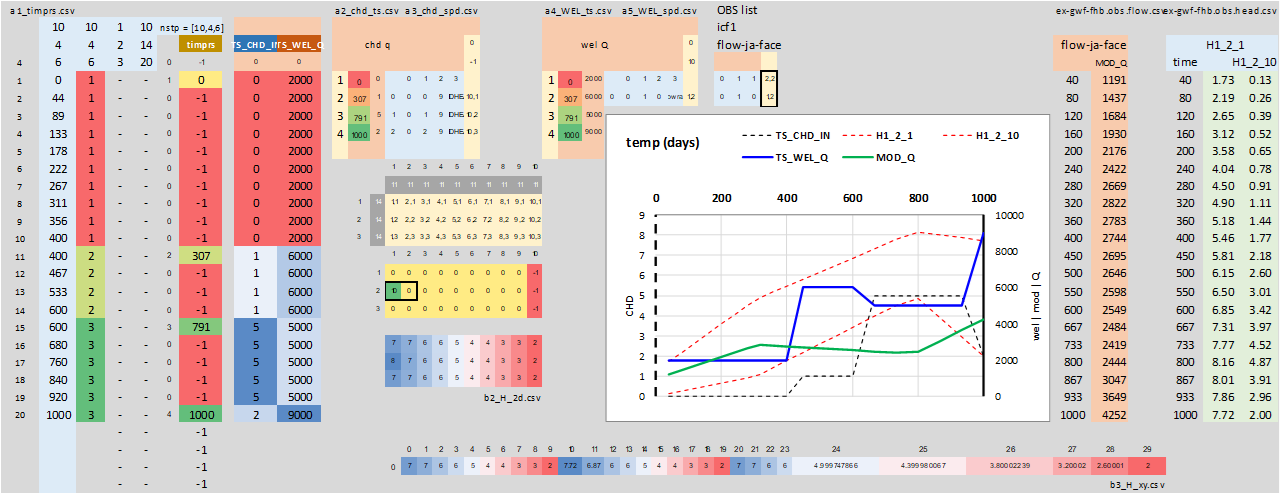 a1_timprs.csv a2_chd_ts.csv a3_chd_spd.csv a4_WEL_ts.csv a5_WEL_spd.csv OBS list ex-gwf-fhb.obs.flow.csv ex-gwf-fhb.obs.head.csv
10 10 1 10 nstp = [10,4,6] icf1
4 4 2 14 timprs TS_CHD_IN TS_WEL_Q chd q wel Q flow-ja-face flow-ja-face H1_2_1
4 6 6 3 20 0 -1 0 0 0 -1 0 MOD_Q time H1_2_10
1 0 1 - - 1 0 0 2000 1 0 0 0 1 2 3 1 0 2000 0 1 2 3 10 0 1 1 2,2 40 1191 40 1.73 0.13
2 44 1 - - 0 -1 0 2000 2 307 1 0 0 0 9 10,1 2 307 6000 0 1 0 12 0 1 0 12 80 1437 80 2.19 0.26
3 89 1 - - 0 -1 0 2000 3 791 5 1 0 1 9 10,2 3 791 5000 120 1684 120 2.65 0.39
4 133 1 - - 0 -1 0 2000 4 1000 2 2 0 2 9 10,3 4 1000 9000 160 1930 160 3.12 0.52
5 178 1 - - 0 -1 0 2000 200 2176 200 3.58 0.65
6 222 1 - - 0 -1 0 2000 1 2 3 4 5 6 7 8 9 10 240 2422 240 4.04 0.78
7 267 1 - - 0 -1 0 2000 11 11 11 11 11 11 11 11 11 11 280 2669 280 4.50 0.91
8 311 1 - - 0 -1 0 2000 1 14 1,1 2,1 3,1 4,1 5,1 6,1 7,1 8,1 9,1 10,1 320 2822 320 4.90 1.11
9 356 1 - - 0 -1 0 2000 2 14 1,2 2,2 3,2 4,2 5,2 6,2 7,2 8,2 9,2 10,2 360 2783 360 5.18 1.44
10 400 1 - - 0 -1 0 2000 3 14 1,3 2,3 3,3 4,3 5,3 6,3 7,3 8,3 9,3 10,3 400 2744 400 5.46 1.77
11 400 2 - - 2 307 1 6000 1 2 3 4 5 6 7 8 9 10 450 2695 450 5.81 2.18
12 467 2 - - 0 -1 1 6000 1 0 0 0 0 0 0 0 0 0 -1 500 2646 500 6.15 2.60
13 533 2 - - 0 -1 1 6000 2 10 0 0 0 0 0 0 0 0 -1 550 2598 550 6.50 3.01
14 600 2 - - 0 -1 1 6000 3 0 0 0 0 0 0 0 0 0 -1 600 2549 600 6.85 3.42
15 600 3 - - 3 791 5 5000 667 2484 667 7.31 3.97
16 680 3 - - 0 -1 5 5000 7 7 6 6 5 4 4 3 3 2 733 2419 733 7.77 4.52
17 760 3 - - 0 -1 5 5000 8 7 6 6 5 4 4 3 3 2 800 2444 800 8.16 4.87
18 840 3 - - 0 -1 5 5000 7 7 6 6 5 4 4 3 3 2 867 3047 867 8.01 3.91
19 920 3 - - 0 -1 5 5000 b2_H_2d.csv 933 3649 933 7.86 2.96
20 1000 3 - - 4 1000 2 9000 1000 4252 1000 7.72 2.00
- - -1
- - -1
- - -1
- - -1
temp (days)
TS_CHD_IN H1_2_1 H1_2_10
TS_WEL_Q MOD_Q
0 200 400 600 800 1000
9 10000
8
7 8000
6
5 6000
4
3 4000
2 2000
1
0 0
CHD
wel | mod | Q
0 1 2 3 4 5 6 7 8 9 10 11 12 13 14 15 16 17 18 19 20 21 22 23 24 25 26 27 28 29
0 7 7 6 6 5 4 4 3 3 2 7.72 6.87 6 6 5 4 4 3 3 2 7 7 6 6 4.999747866 4.399980067 3.80002239 3.20002 2.60001 2
b3_H_xy.csv